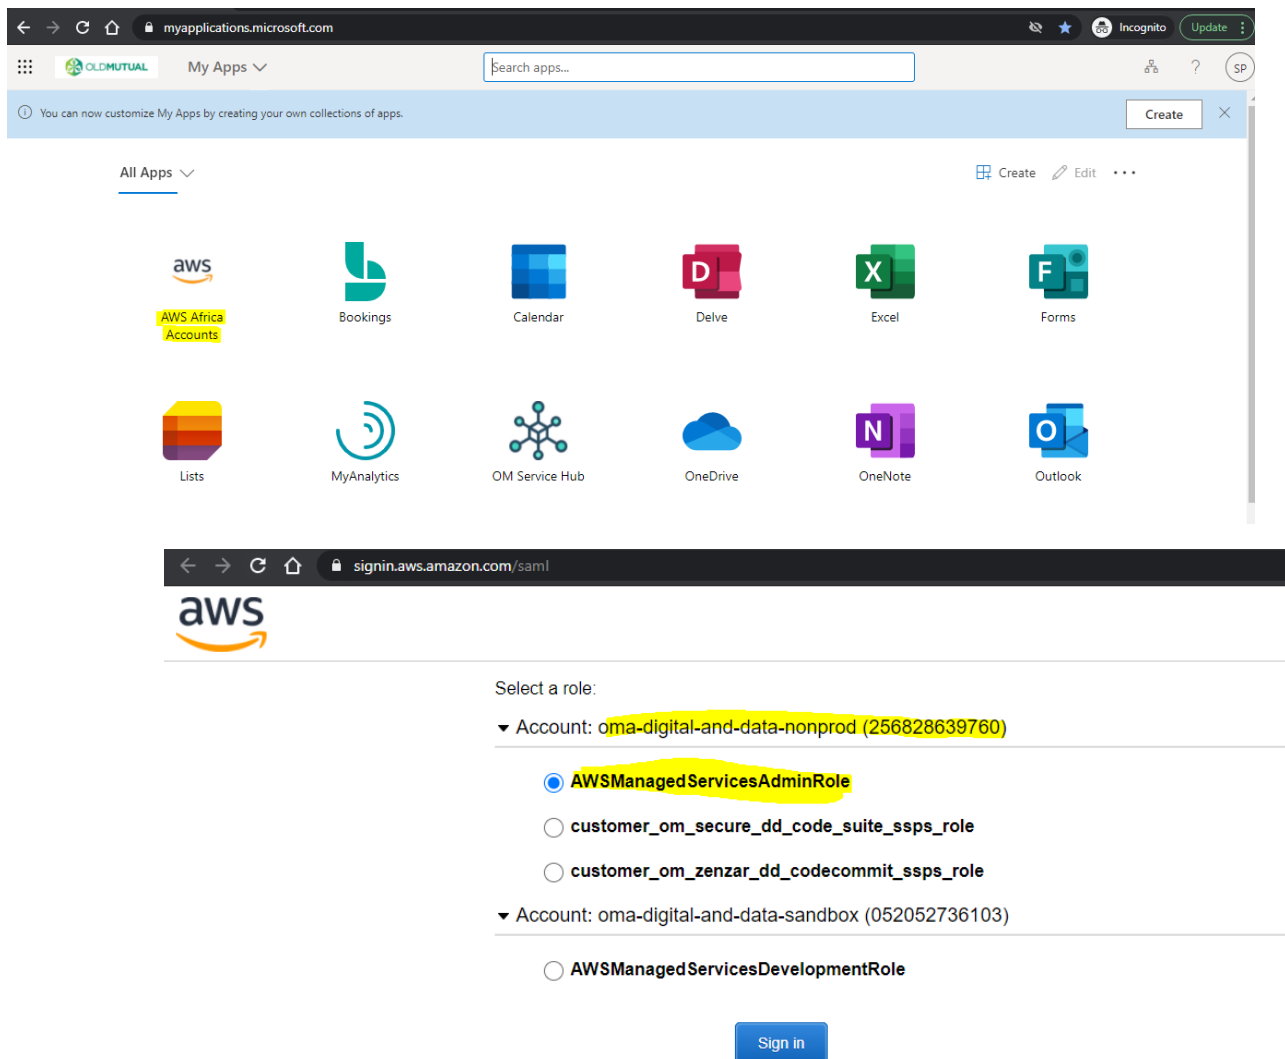 myapplications.microsoft.com
Incognito
Update
OLDMUTUAL
My Apps
Search apps...
?
SP
You can now customize My Apps by creating your own collections of apps.
Create
All Apps
Create
Edit
aws
AWS Africa
Accounts
Bookings
Calendar
D
Delve
X
Excel
F
Forms
Lists
MyAnalytics
OM Service Hub
OneDrive
N
OneNote
O
Outlook
signin.aws.amazon.com/saml
aws
Select a role:
Account: oma-digital-and-data-nonprod (256828639760)
AWSManagedServicesAdminRole
customer_om_secure_dd_code_suite_ssps_role
customer_om_zenzar_dd_codecommit_ssps_role
Account: oma-digital-and-data-sandbox (052052736103)
AWSManagedServicesDevelopmentRole
Sign in